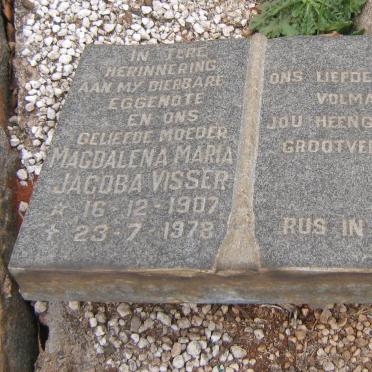 IN TERE
HERINNERING
AAN MY DIERBARE
EGGENOTE
EN ONS
GELIEFDE MOEDER
MAGDALENA MARIA
JACOBA VISSER
☆ 16-12-1907
✝ 23-7-1978
ONS LIEFDE
VOLMA
JOU HEENG
GROOTVE
RUS IN